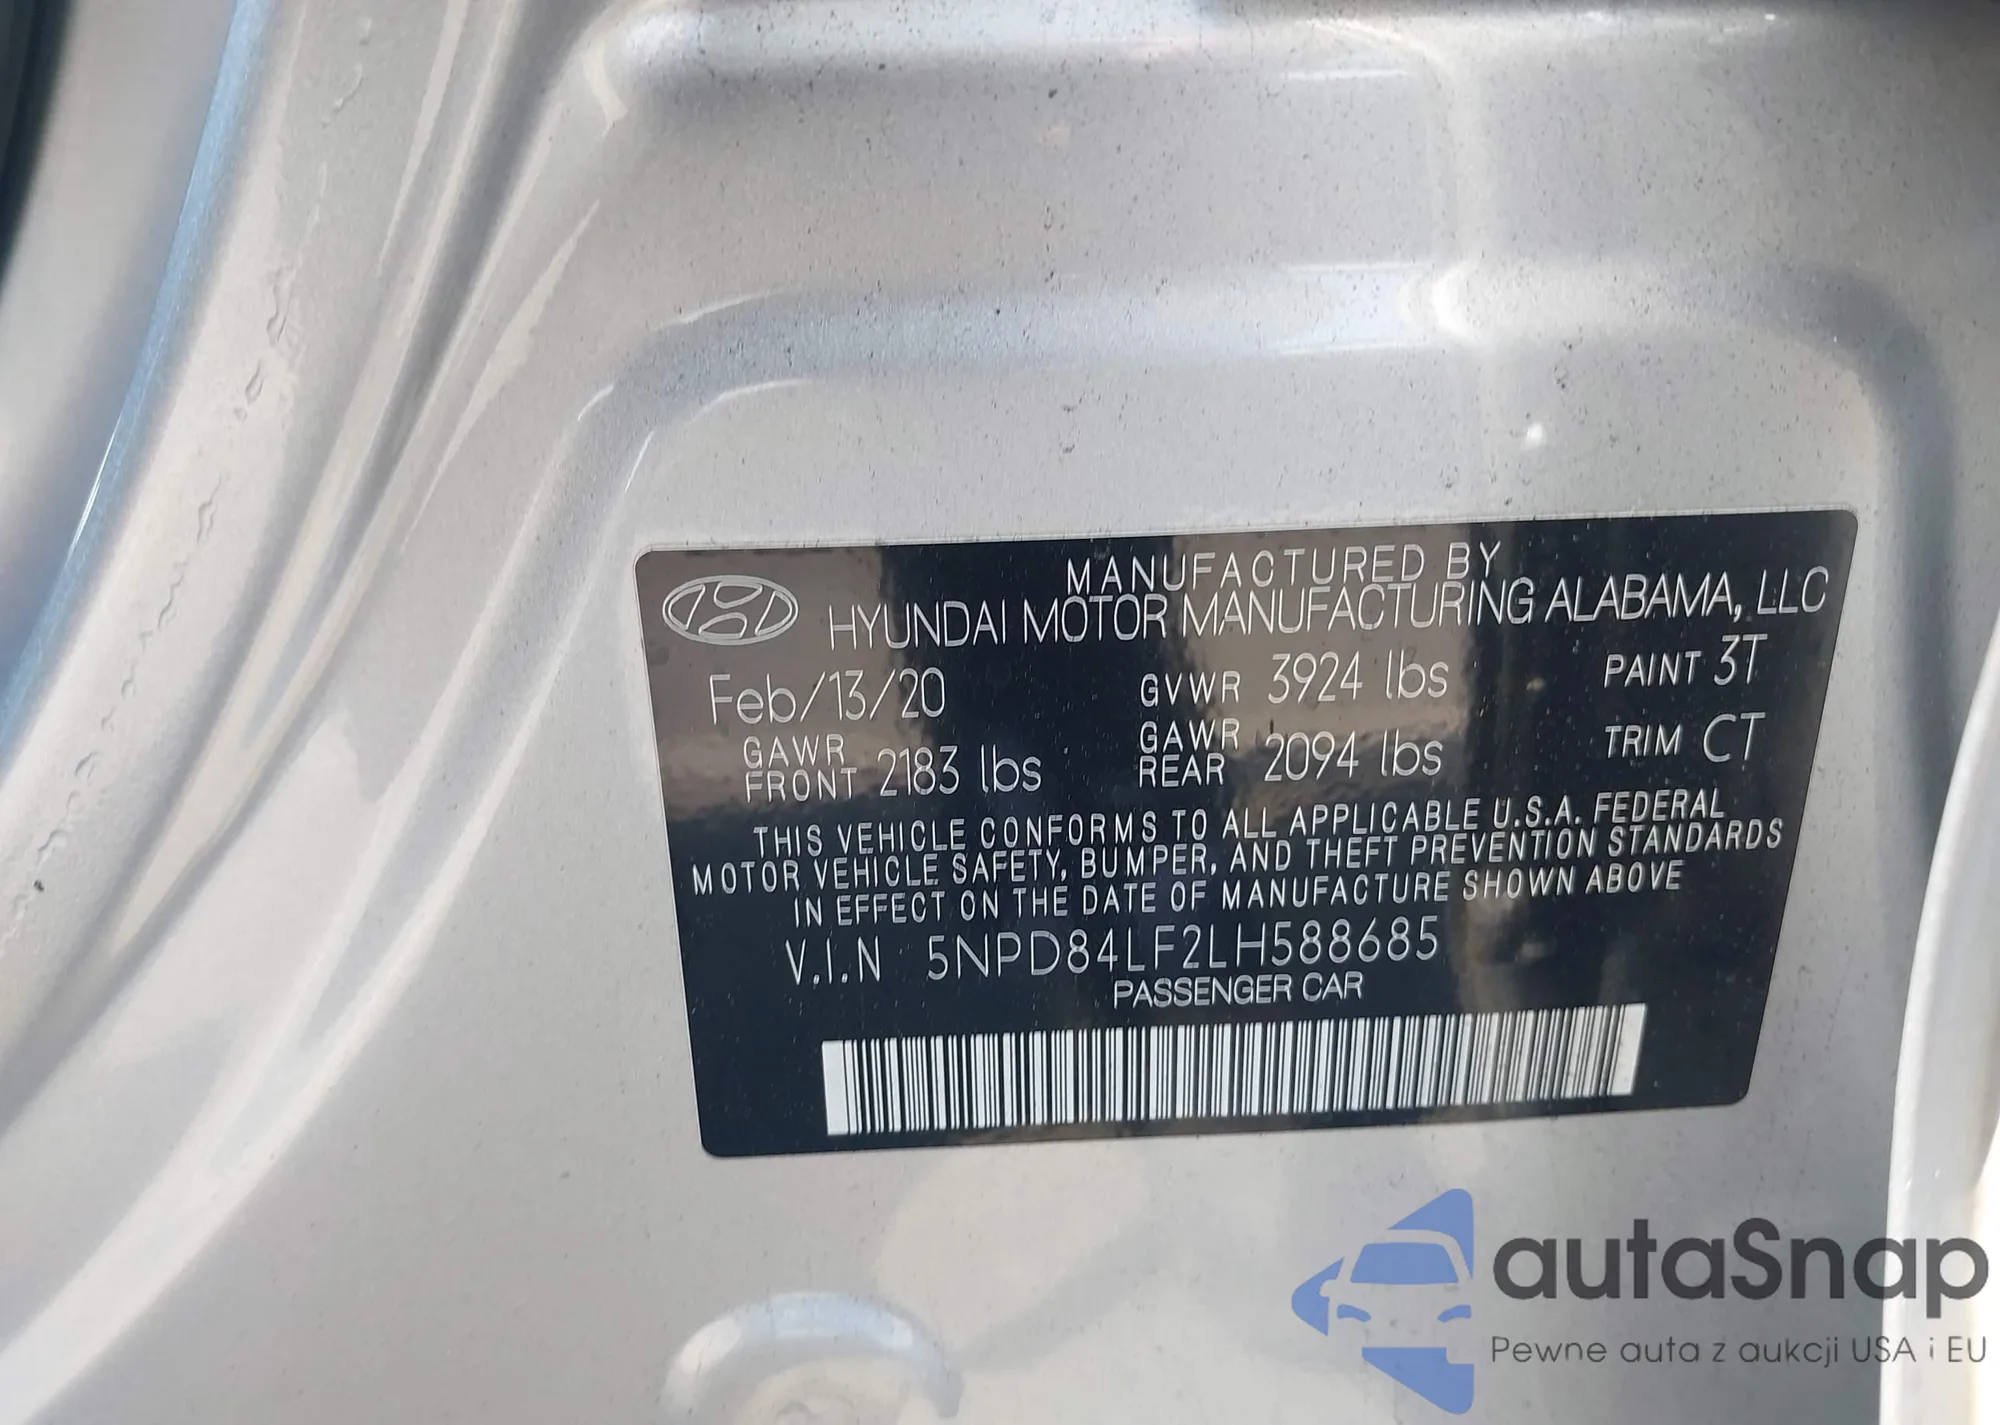 MANUFACTURED BY
HYUNDAI MOTOR MANUFACTURING ALABAMA, LLC
Feb/13/20 GVWR 3924 lbs PAINT 3T
GAWR FRONT 2183 lbs GAWR REAR 2094 lbs TRIM CT
THIS VEHICLE CONFORMS TO ALL APPLICABLE U.S.A. FEDERAL
MOTOR VEHICLE SAFETY, BUMPER, AND THEFT PREVENTION STANDARDS
IN EFFECT ON THE DATE OF MANUFACTURE SHOWN ABOVE
V.I.N 5NPD84LF2LH588685
PASSENGER CAR
autaSnap
Pewne auta z aukcji USA i EU